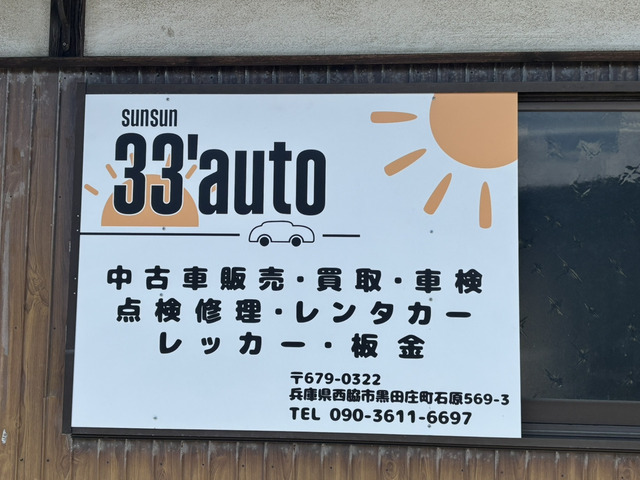 sunsun
33'auto
中古車販売・買取・車検
点検修理・レンタカー
レッカー・板金
〒679-0322
兵庫県西脇市黒田庄町石原569-3
TEL 090-3611-6697